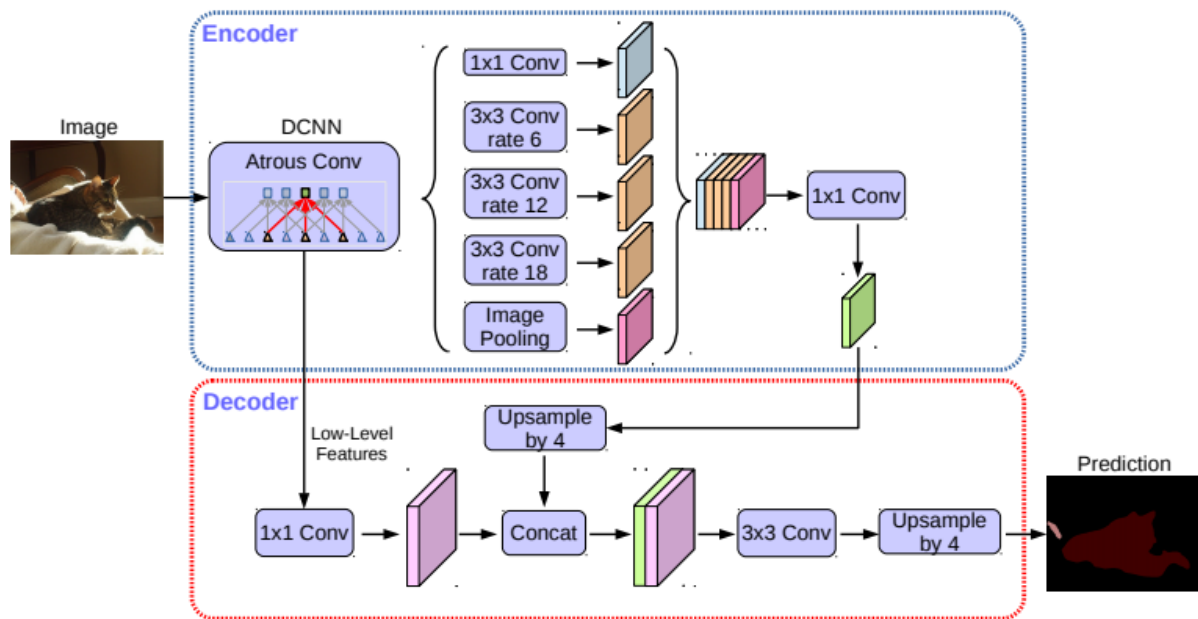 Encoder
Image
DCNN
Atrous Conv
1x1 Conv
3x3 Conv
rate 6
3x3 Conv
rate 12
3x3 Conv
rate 18
Image
Pooling
1x1 Conv
Decoder
Low-Level
Features
Upsample
by 4
1x1 Conv
Concat
3x3 Conv
Upsample
by 4
Prediction